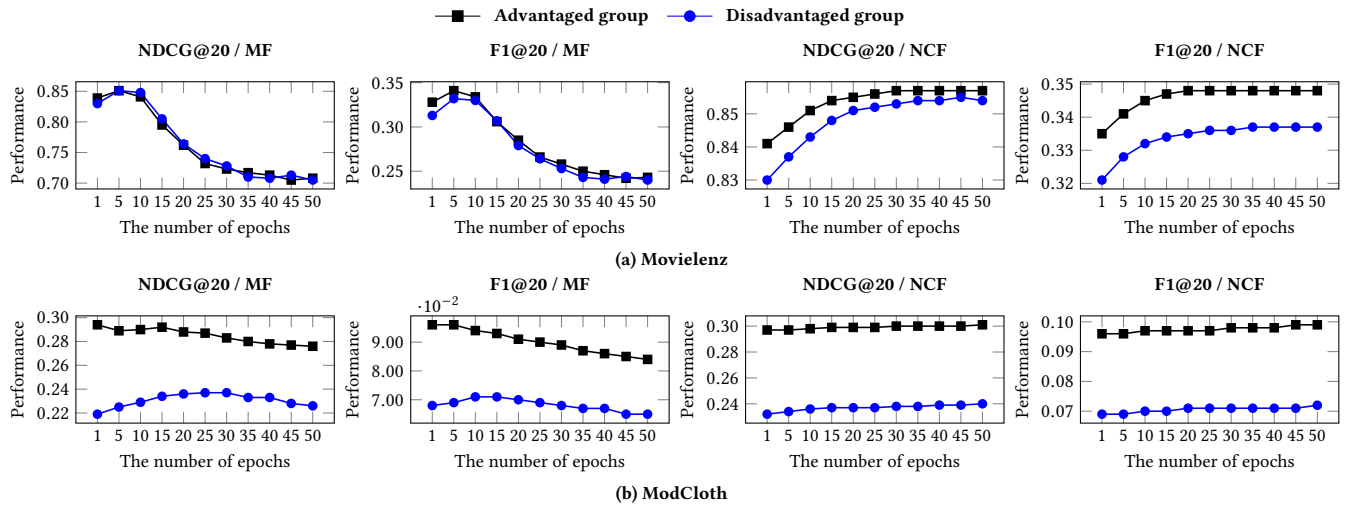 Advantaged group Disadvantaged group
NDCG@20 / MF
Performance
0.85
0.80
0.75
0.70
1 5 10 15 20 25 30 35 40 45 50
The number of epochs
F1@20 / MF
Performance
0.35
0.30
0.25
1 5 10 15 20 25 30 35 40 45 50
The number of epochs
NDCG@20 / NCF
Performance
0.85
0.84
0.83
1 5 10 15 20 25 30 35 40 45 50
The number of epochs
F1@20 / NCF
Performance
0.35
0.34
0.33
0.32
1 5 10 15 20 25 30 35 40 45 50
The number of epochs
(a) Movielenz
NDCG@20 / MF
Performance
0.30
0.28
0.26
0.24
0.22
1 5 10 15 20 25 30 35 40 45 50
The number of epochs
F1@20 / MF
·10⁻²
Performance
9.00
8.00
7.00
1 5 10 15 20 25 30 35 40 45 50
The number of epochs
NDCG@20 / NCF
Performance
0.30
0.28
0.26
0.24
1 5 10 15 20 25 30 35 40 45 50
The number of epochs
F1@20 / NCF
Performance
0.10
0.09
0.08
0.07
1 5 10 15 20 25 30 35 40 45 50
The number of epochs
(b) ModCloth